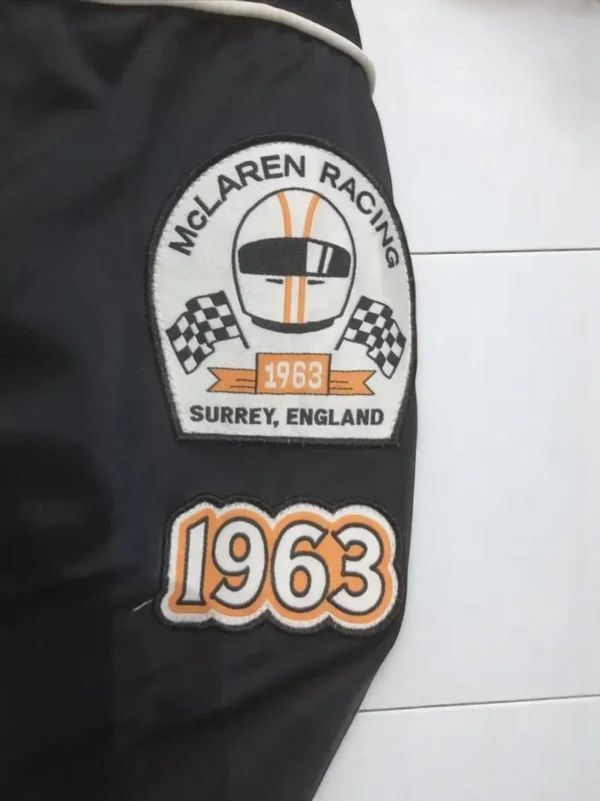 McLAREN RACING
1963
SURREY, ENGLAND
1963